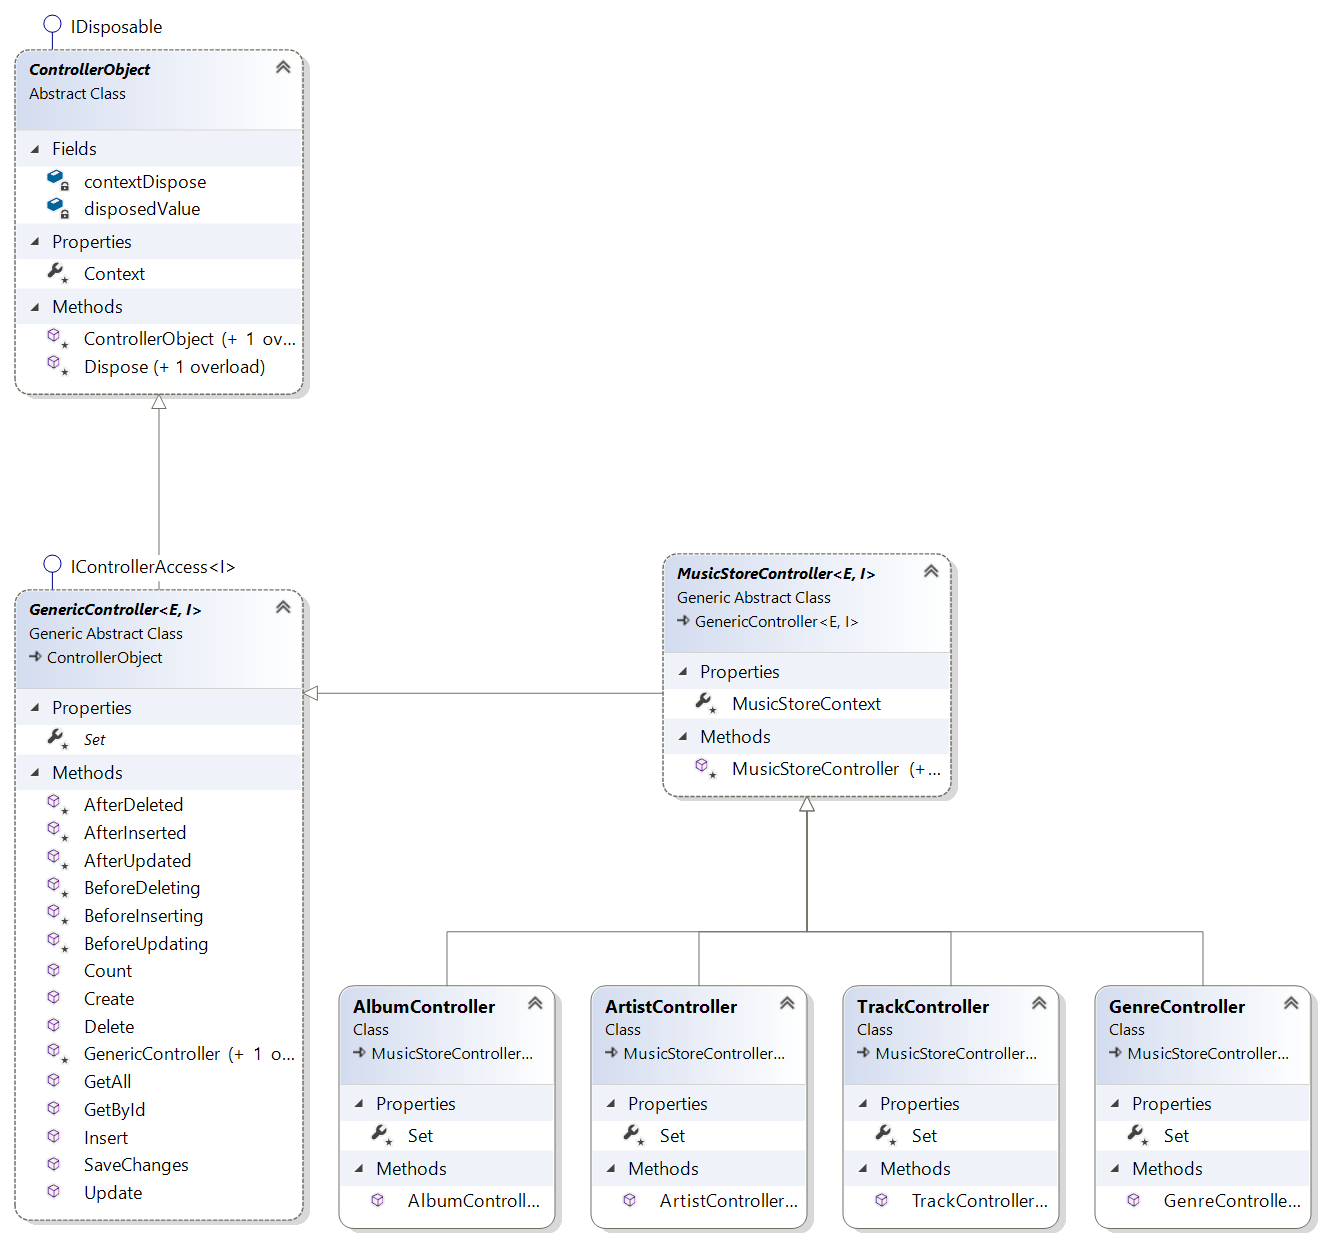 IDisposable
ControllerObject
Abstract Class
Fields
contextDispose
disposedValue
Properties
Context
Methods
ControllerObject (+ 1 ov...
Dispose (+ 1 overload)
IControllerAccess<I>
GenericController<E, I>
Generic Abstract Class
ControllerObject
Properties
Set
Methods
AfterDeleted
AfterInserted
AfterUpdated
BeforeDeleting
BeforeInserting
BeforeUpdating
Count
Create
Delete
GenericController (+ 1 o...
GetAll
GetById
Insert
SaveChanges
Update
MusicStoreController<E, I>
Generic Abstract Class
GenericController<E, I>
Properties
MusicStoreContext
Methods
MusicStoreController (+...
AlbumController
Class
MusicStoreController...
Properties
Set
Methods
AlbumControll...
ArtistController
Class
MusicStoreController...
Properties
Set
Methods
ArtistController...
TrackController
Class
MusicStoreController...
Properties
Set
Methods
TrackController...
GenreController
Class
MusicStoreController...
Properties
Set
Methods
GenreControlle...